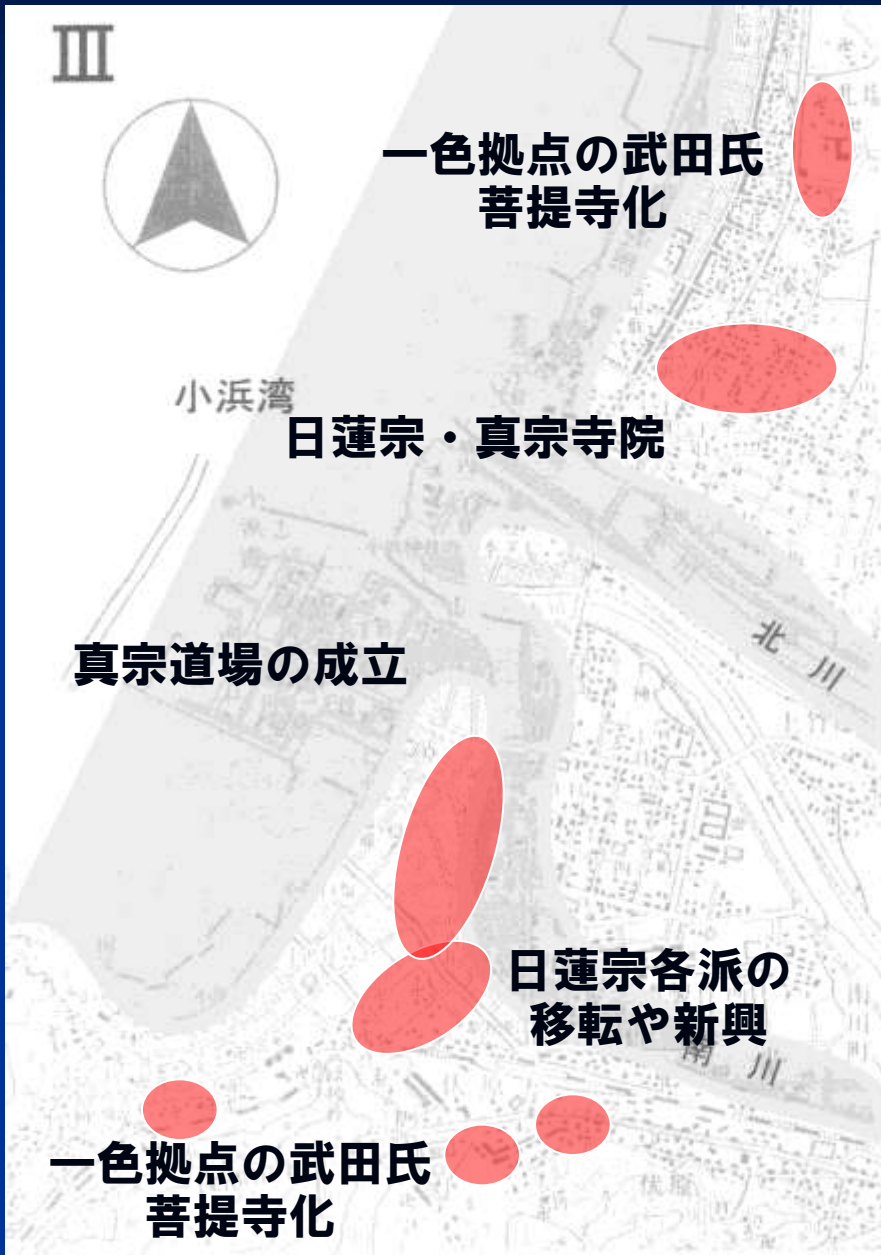 Ⅲ
一色拠点の武田氏
菩提寺化
小浜湾
日蓮宗・真宗寺院
北川
真宗道場の成立
日蓮宗各派の
移転や新興
南川
一色拠点の武田氏
菩提寺化